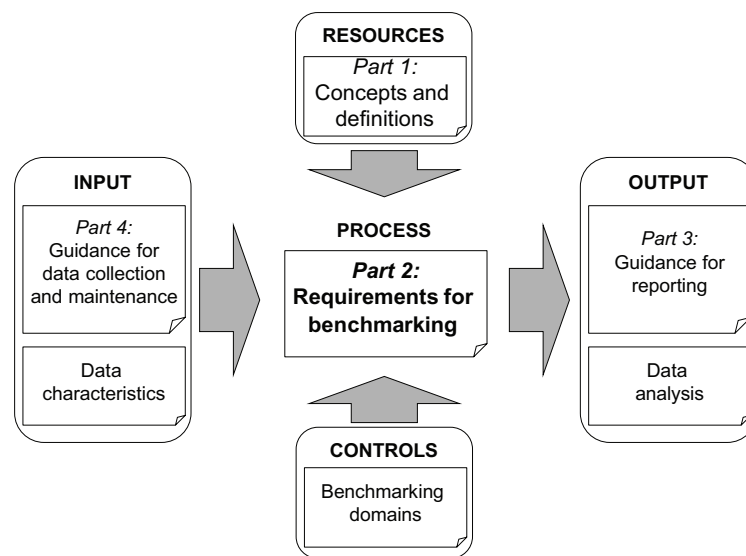 RESOURCES
Part 1:
Concepts and
definitions
INPUT
Part 4:
Guidance for
data collection
and maintenance
Data
characteristics
PROCESS
Part 2:
Requirements for
benchmarking
OUTPUT
Part 3:
Guidance for
reporting
Data
analysis
CONTROLS
Benchmarking
domains